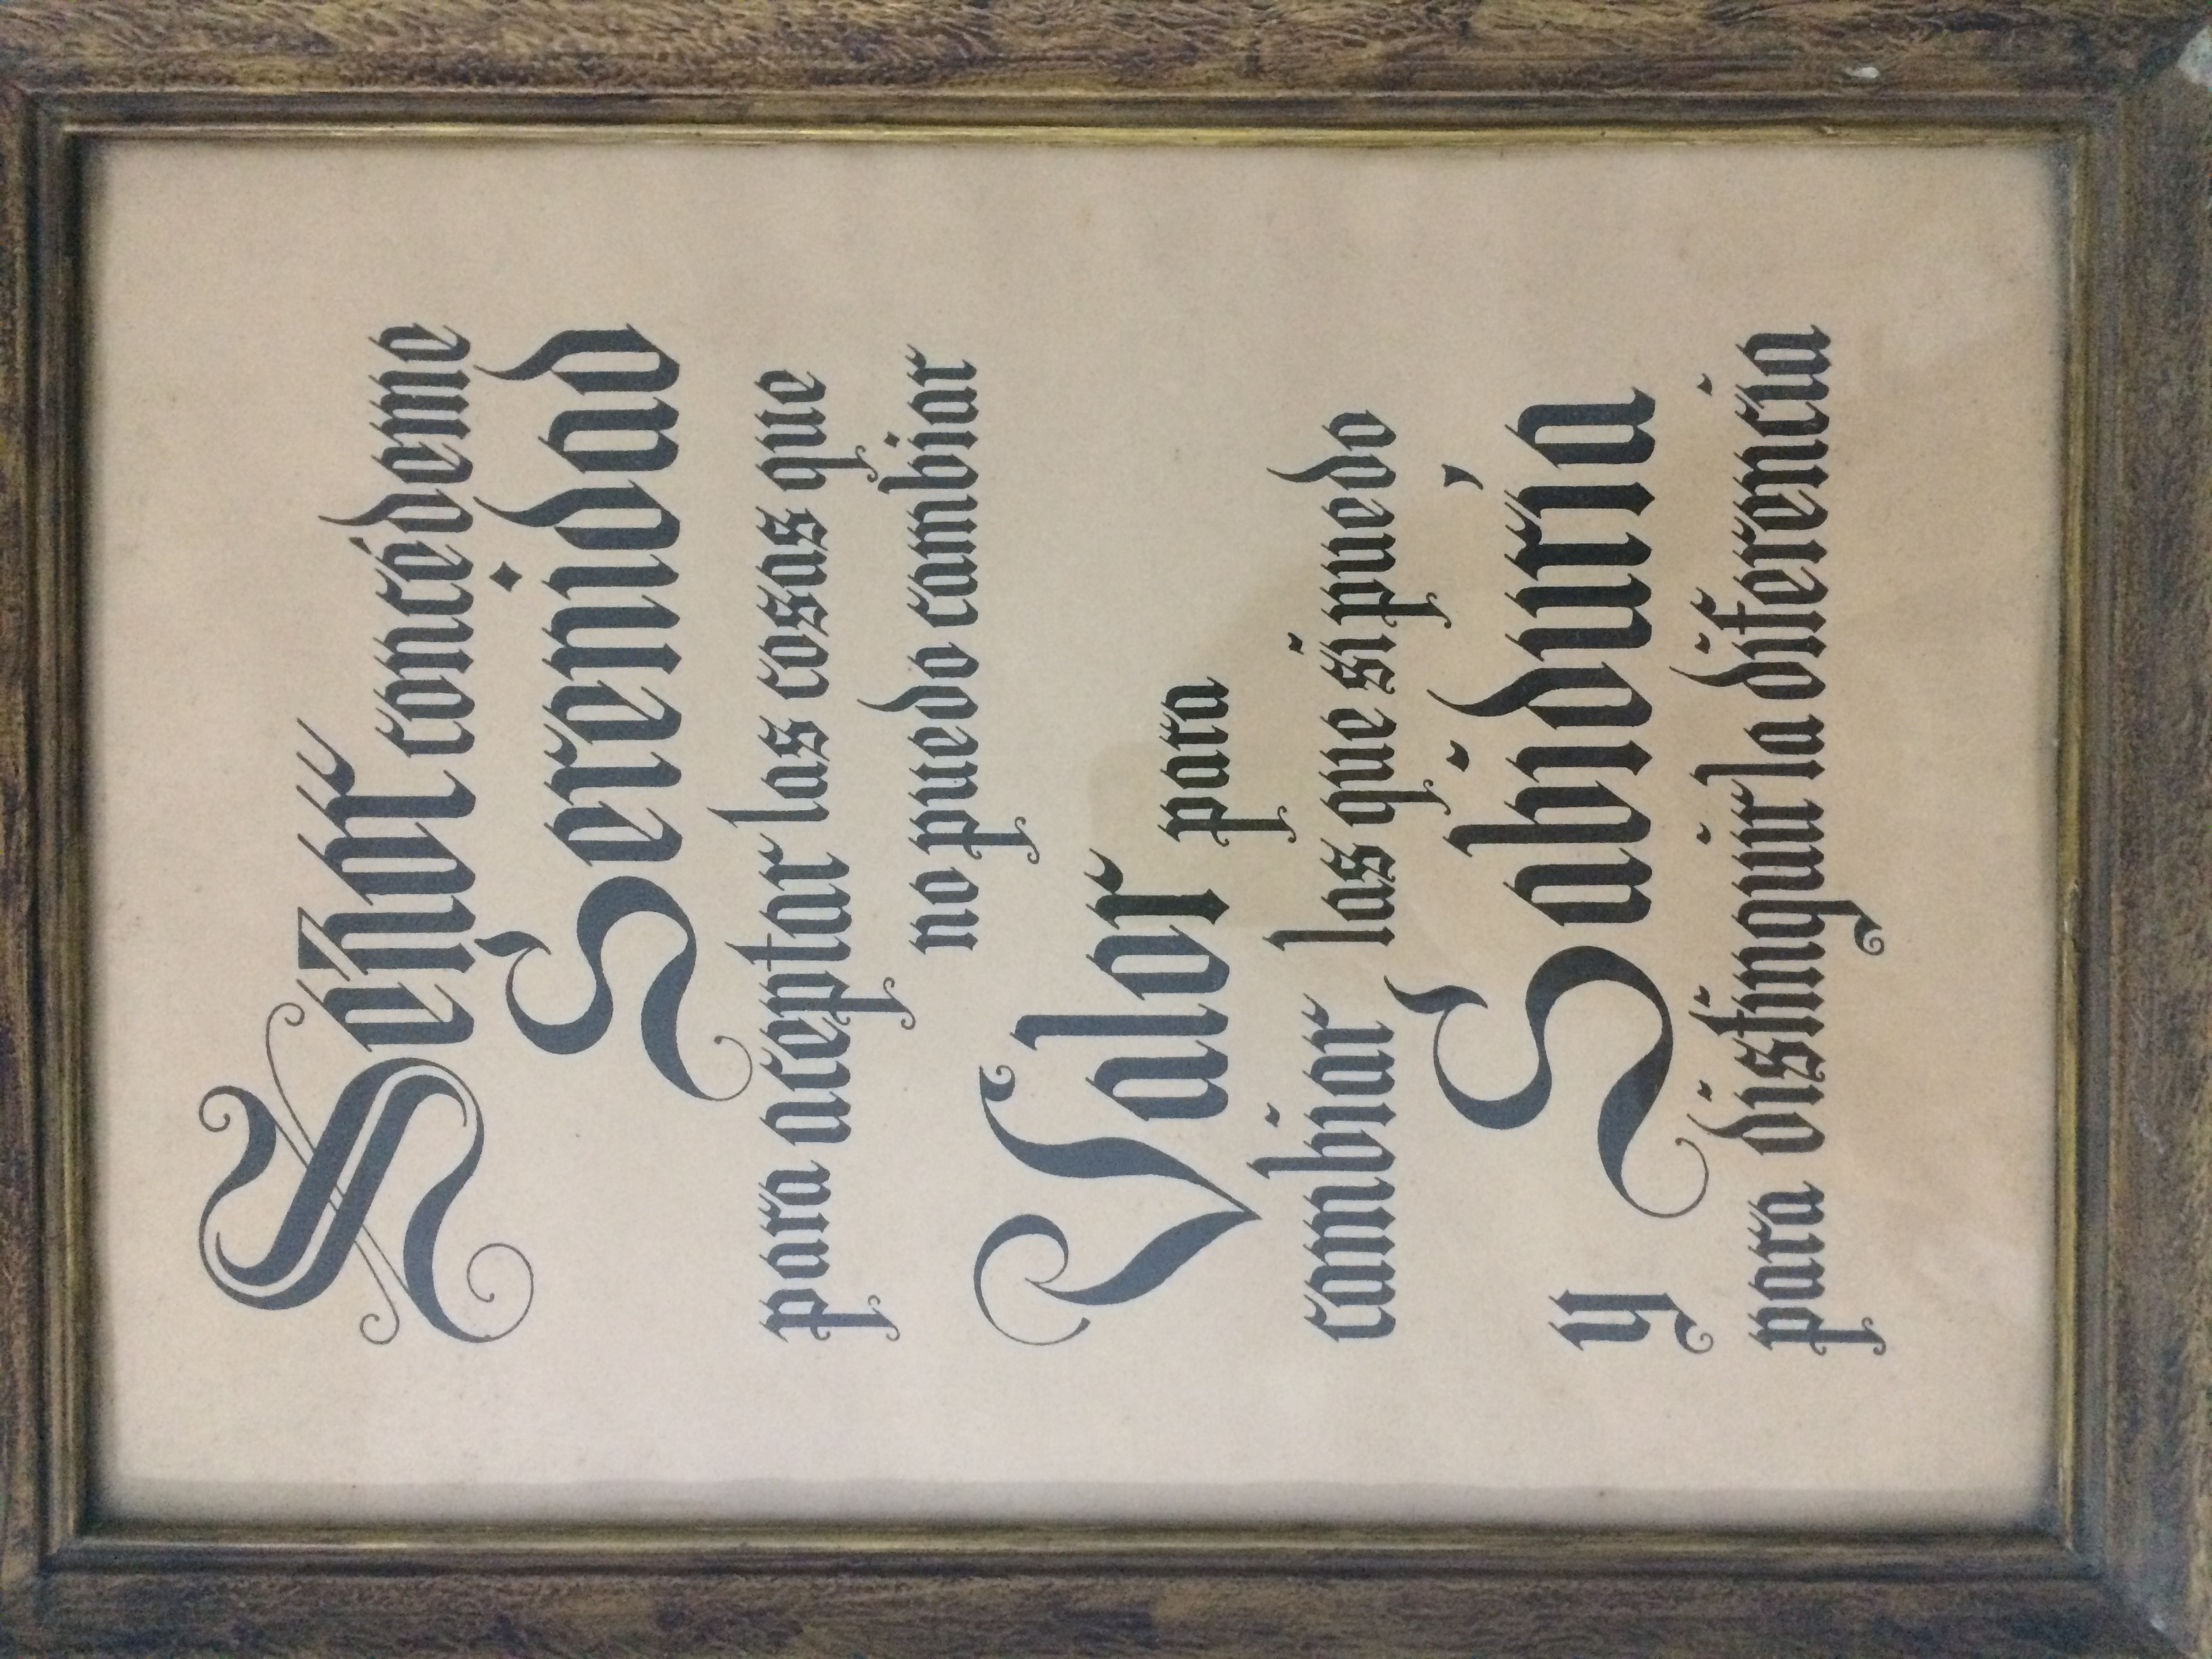 Señor concédeme
Serenidad
para aceptar las cosas que
no puedo cambiar
Valor para
cambiar las que si puedo
y Sabiduría
para distinguir la diferencia